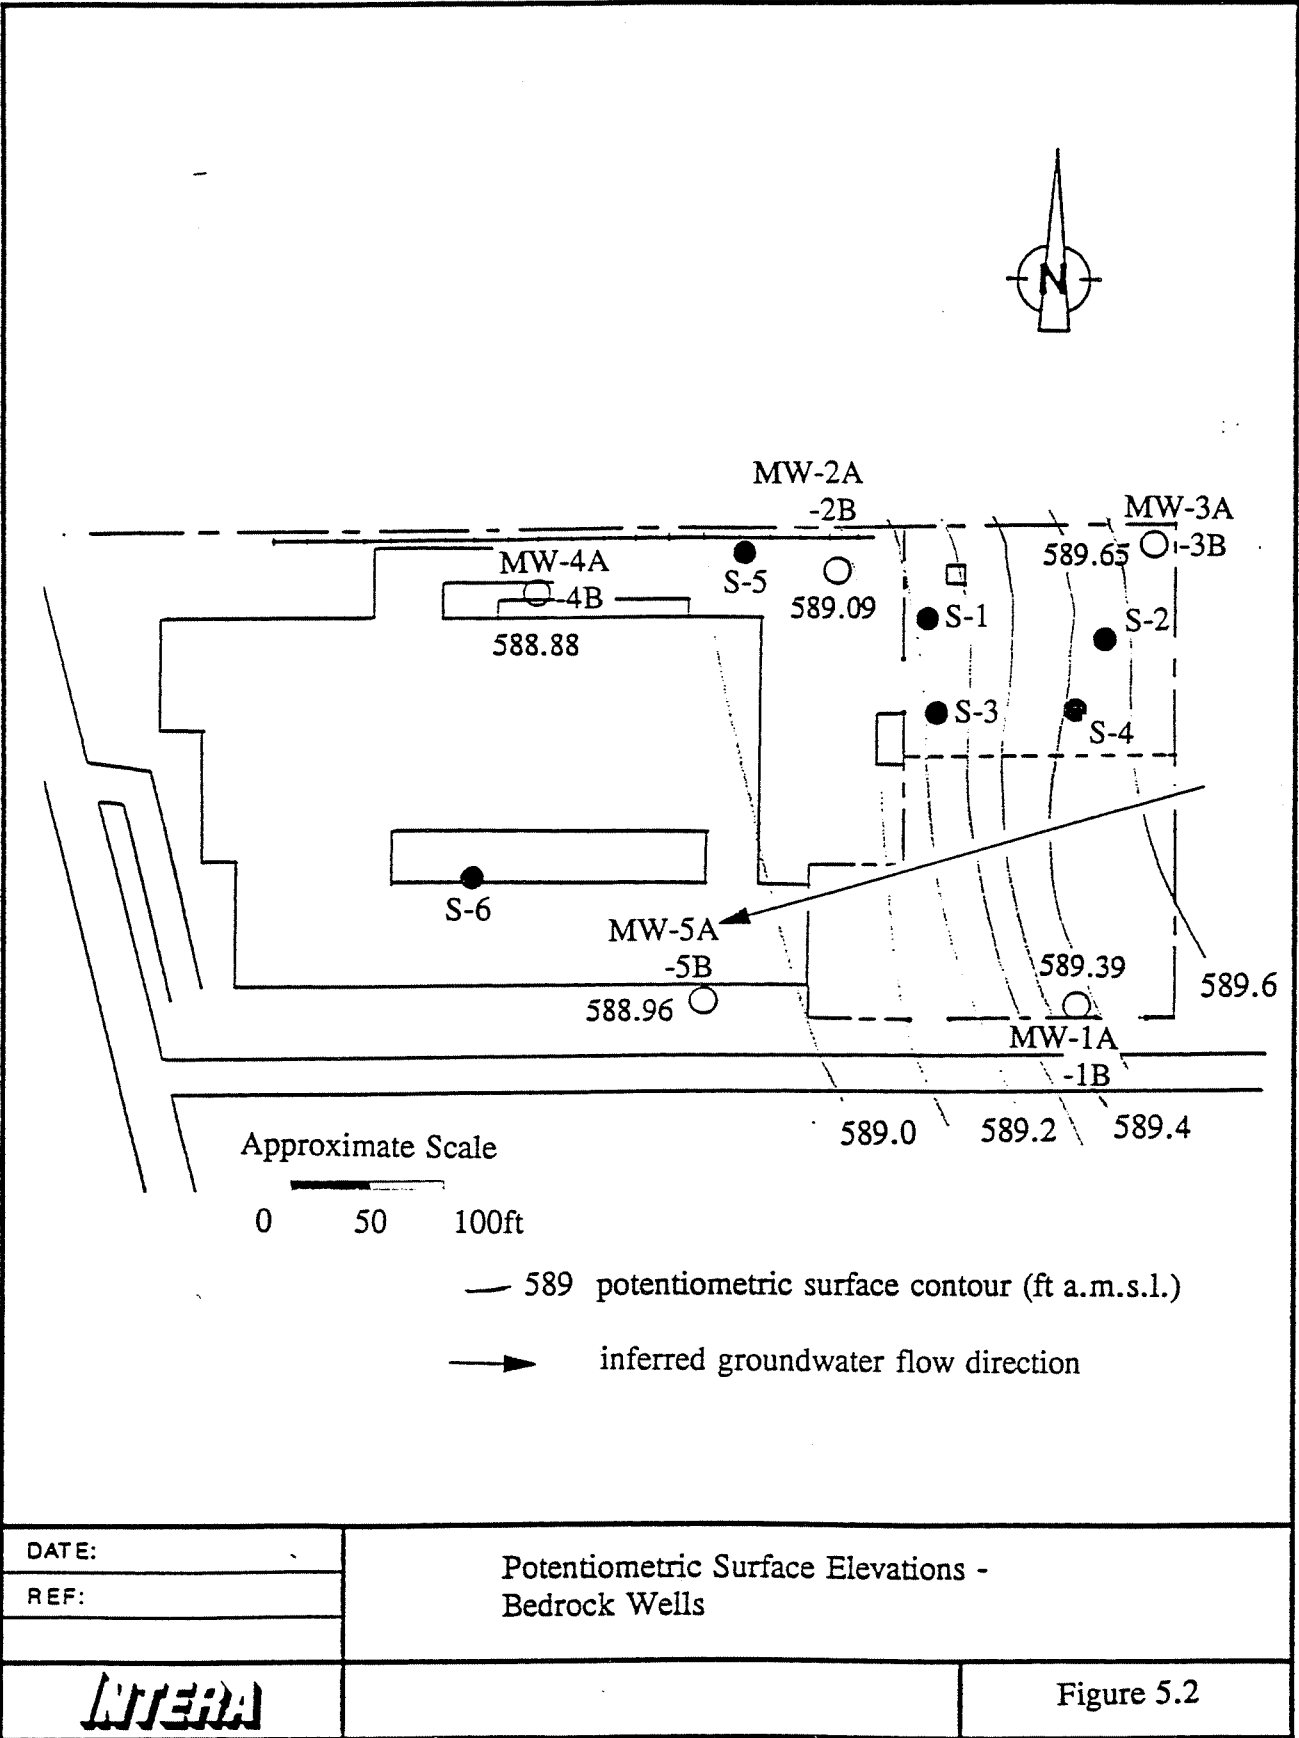 N
MW-2A
-2B
MW-3A
-3B
589.65
MW-4A
-4B
S-5
589.09
S-1
S-2
588.88
S-3
S-4
S-6
MW-5A
-5B
588.96
589.39
589.6
MW-1A
-1B
589.0
589.2
589.4
Approximate Scale
0 50 100ft
589 potentiometric surface contour (ft a.m.s.l.)
inferred groundwater flow direction
DATE:
REF:
Potentiometric Surface Elevations -
Bedrock Wells
INTERA
Figure 5.2